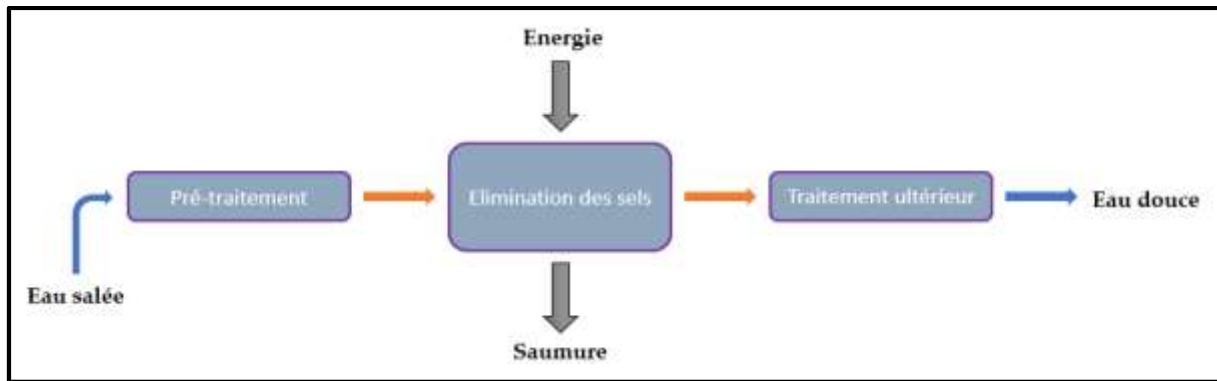 Energie
Pré-traitement
Elimination des sels
Traitement ultérieur
Eau douce
Eau salée
Saumure